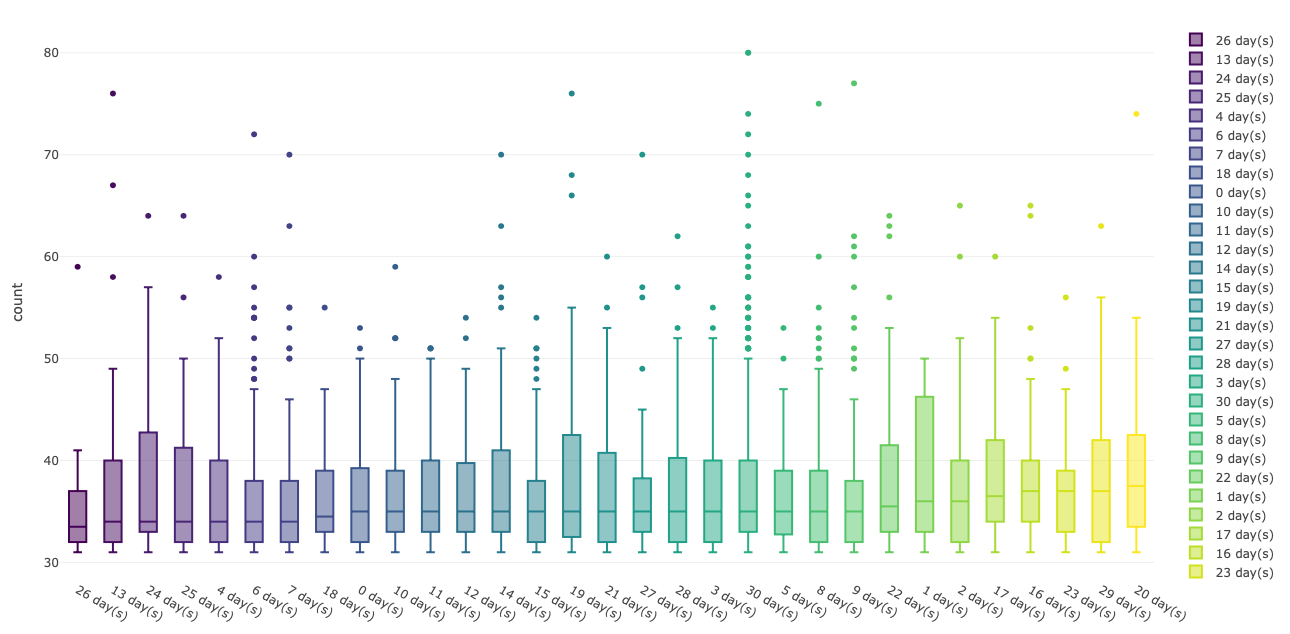 80
70
60
50
40
30
count
26 day(s)
13 day(s)
24 day(s)
25 day(s)
4 day(s)
6 day(s)
7 day(s)
18 day(s)
0 day(s)
10 day(s)
11 day(s)
12 day(s)
14 day(s)
15 day(s)
19 day(s)
21 day(s)
27 day(s)
28 day(s)
3 day(s)
30 day(s)
5 day(s)
8 day(s)
9 day(s)
22 day(s)
1 day(s)
2 day(s)
17 day(s)
16 day(s)
23 day(s)
29 day(s)
20 day(s)
26 day(s)
13 day(s)
24 day(s)
25 day(s)
4 day(s)
6 day(s)
7 day(s)
18 day(s)
0 day(s)
10 day(s)
11 day(s)
12 day(s)
14 day(s)
15 day(s)
19 day(s)
21 day(s)
27 day(s)
28 day(s)
3 day(s)
30 day(s)
5 day(s)
8 day(s)
9 day(s)
22 day(s)
1 day(s)
2 day(s)
17 day(s)
16 day(s)
23 day(s)